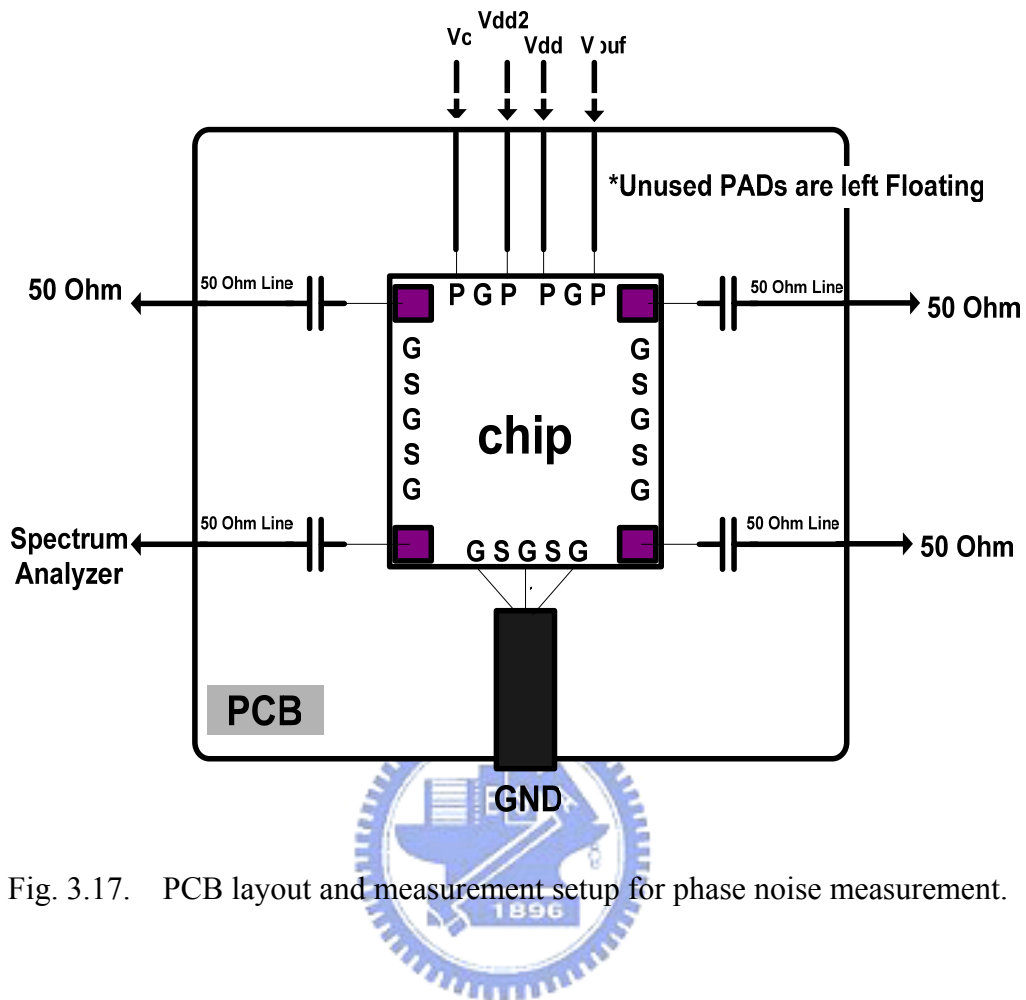 Vdd2
Vc Vdd Vbuf
*Unused PADs are left Floating
50 Ohm 50 Ohm Line P G P P G P 50 Ohm Line 50 Ohm
G G
S S
G G
S S
G G
chip
Spectrum Analyzer
50 Ohm Line G S G S G 50 Ohm Line 50 Ohm
PCB
GND
Fig. 3.17. PCB layout and measurement setup for phase noise measurement.
1896